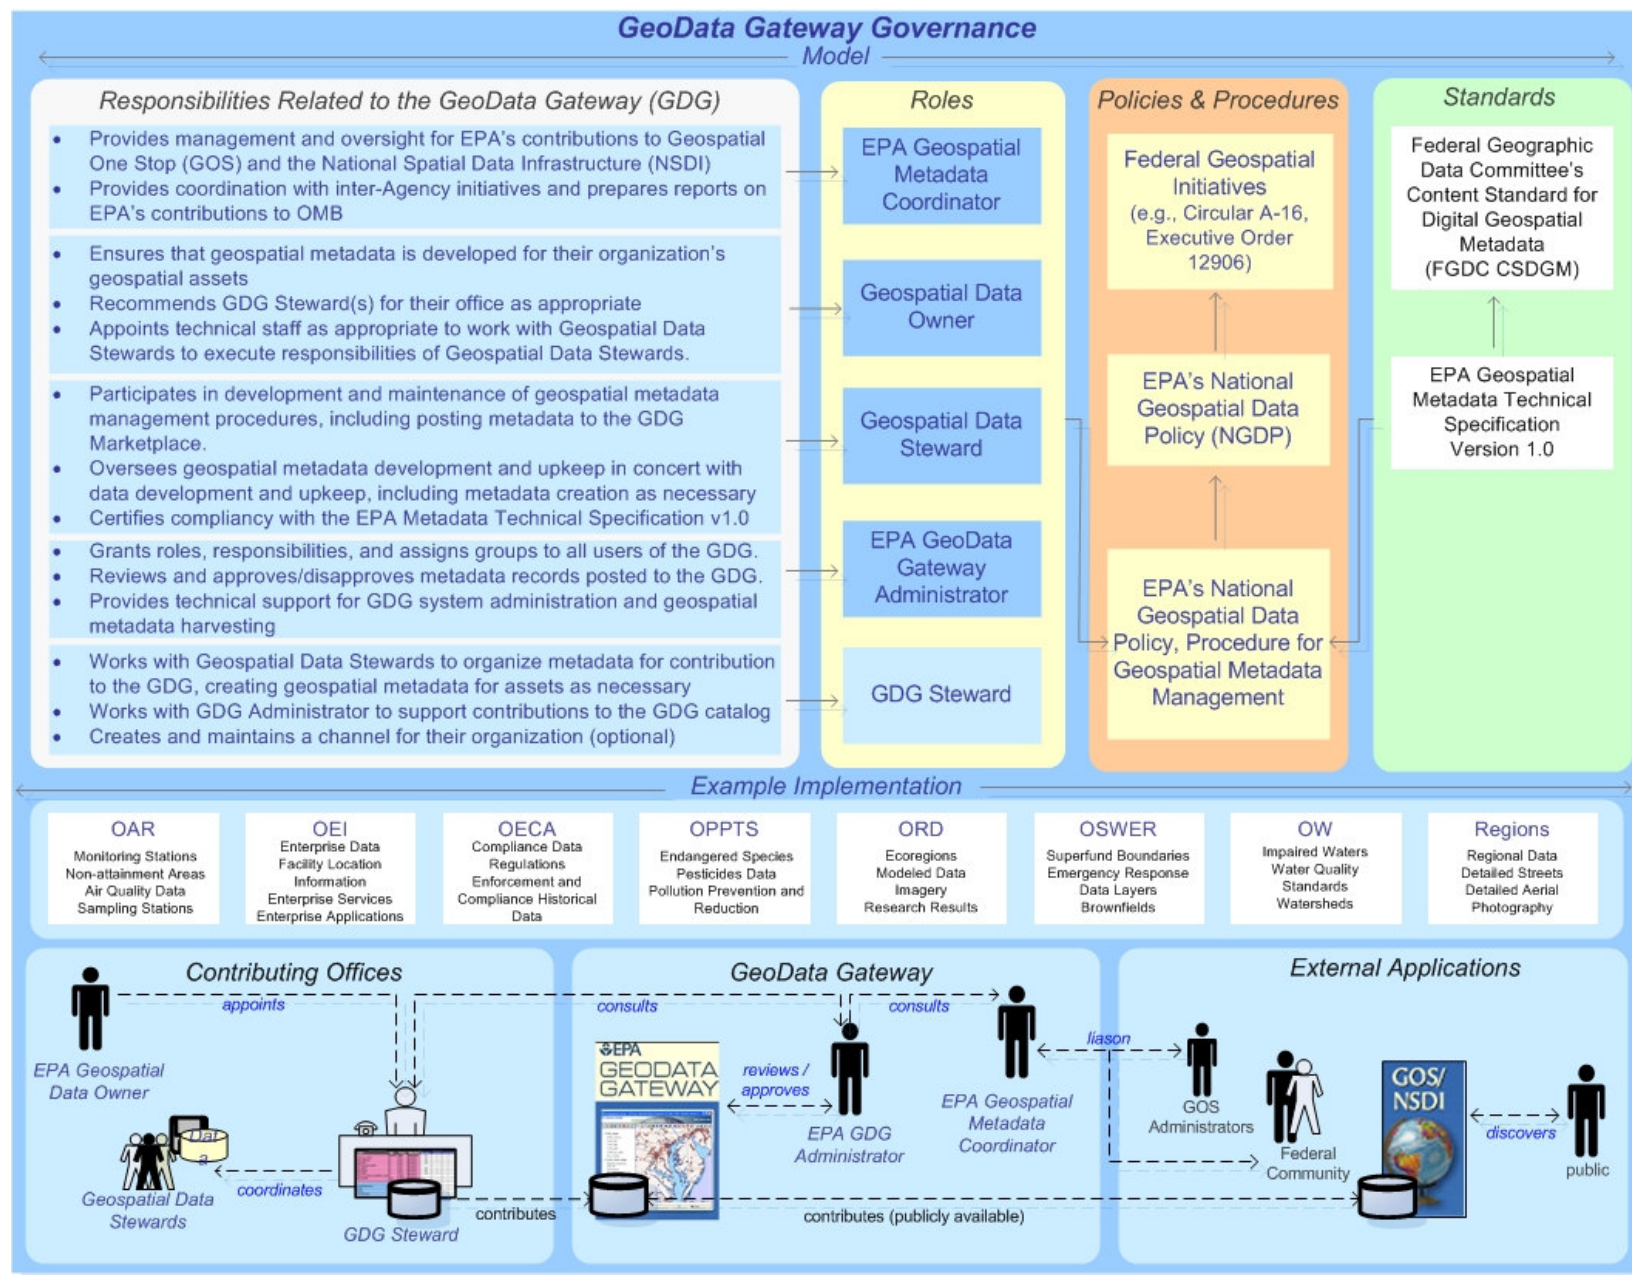 GeoData Gateway Governance
Model
Responsibilities Related to the GeoData Gateway (GDG)
• Provides management and oversight for EPA's contributions to Geospatial
One Stop (GOS) and the National Spatial Data Infrastructure (NSDI)
• Provides coordination with inter-Agency initiatives and prepares reports on
EPA's contributions to OMB
• Ensures that geospatial metadata is developed for their organization's
geospatial assets
• Recommends GDG Steward(s) for their office as appropriate
• Appoints technical staff as appropriate to work with Geospatial Data
Stewards to execute responsibilities of Geospatial Data Stewards.
• Participates in development and maintenance of geospatial metadata
management procedures, including posting metadata to the GDG
Marketplace.
• Oversees geospatial metadata development and upkeep in concert with
data development and upkeep, including metadata creation as necessary
• Certifies compliancy with the EPA Metadata Technical Specification v1.0
• Grants roles, responsibilities, and assigns groups to all users of the GDG.
• Reviews and approves/disapproves metadata records posted to the GDG.
• Provides technical support for GDG system administration and geospatial
metadata harvesting
• Works with Geospatial Data Stewards to organize metadata for contribution
to the GDG, creating geospatial metadata for assets as necessary
• Works with GDG Administrator to support contributions to the GDG catalog
• Creates and maintains a channel for their organization (optional)
Roles
EPA Geospatial
Metadata
Coordinator
Geospatial Data
Owner
Geospatial Data
Steward
EPA GeoData
Gateway
Administrator
GDG Steward
Policies & Procedures
Federal Geospatial
Initiatives
(e.g., Circular A-16,
Executive Order
12906)
EPA's National
Geospatial Data
Policy (NGDP)
EPA's National
Geospatial Data
Policy, Procedure for
Geospatial Metadata
Management
Standards
Federal Geographic
Data Committee's
Content Standard for
Digital Geospatial
Metadata
(FGDC CSDGM)
EPA Geospatial
Metadata Technical
Specification
Version 1.0
Example Implementation
OAR
Monitoring Stations
Non-attainment Areas
Air Quality Data
Sampling Stations
OEI
Enterprise Data
Facility Location
Information
Enterprise Services
Enterprise Applications
OECA
Compliance Data
Regulations
Enforcement and
Compliance Historical
Data
OPPTS
Endangered Species
Pesticides Data
Pollution Prevention and
Reduction
ORD
Ecoregions
Modeled Data
Imagery
Research Results
OSWER
Superfund Boundaries
Emergency Response
Data Layers
Brownfields
OW
Impaired Waters
Water Quality
Standards
Watersheds
Regions
Regional Data
Detailed Streets
Detailed Aerial
Photography
Contributing Offices
appoints
EPA Geospatial
Data Owner
Dat
a
Geospatial Data
Stewards
coordinates
GDG Steward
contributes
consults
GeoData Gateway
consults
EPA
GEODATA
GATEWAY
reviews /
approves
EPA GDG
Administrator
EPA Geospatial
Metadata
Coordinator
contributes (publicly available)
External Applications
liason
GOS
Administrators
Federal
Community
GOS/
NSDI
discovers
public